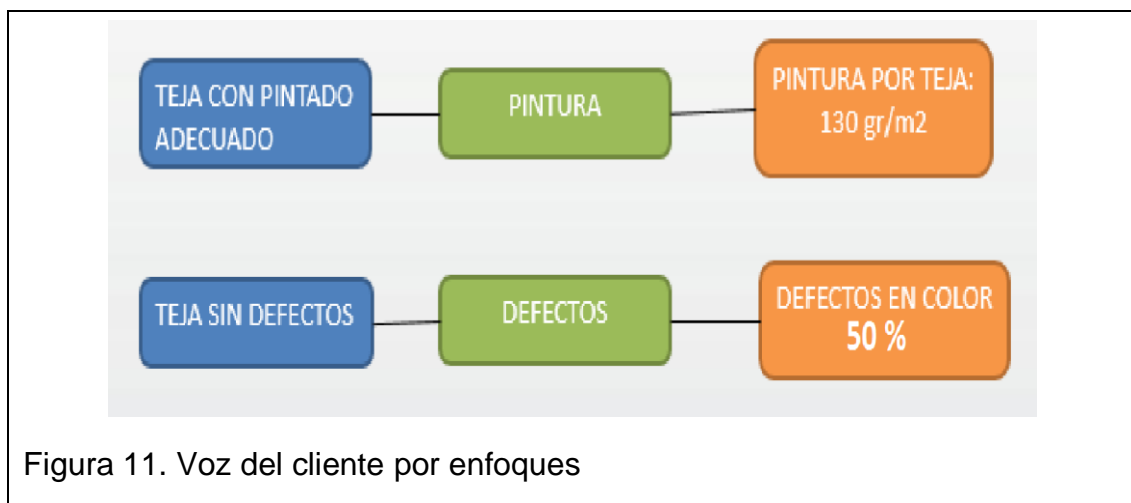 TEJA CON PINTADO
ADECUADO
PINTURA
PINTURA POR TEJA:
130 gr/m2
TEJA SIN DEFECTOS
DEFECTOS
DEFECTOS EN COLOR
50 %
Figura 11. Voz del cliente por enfoques